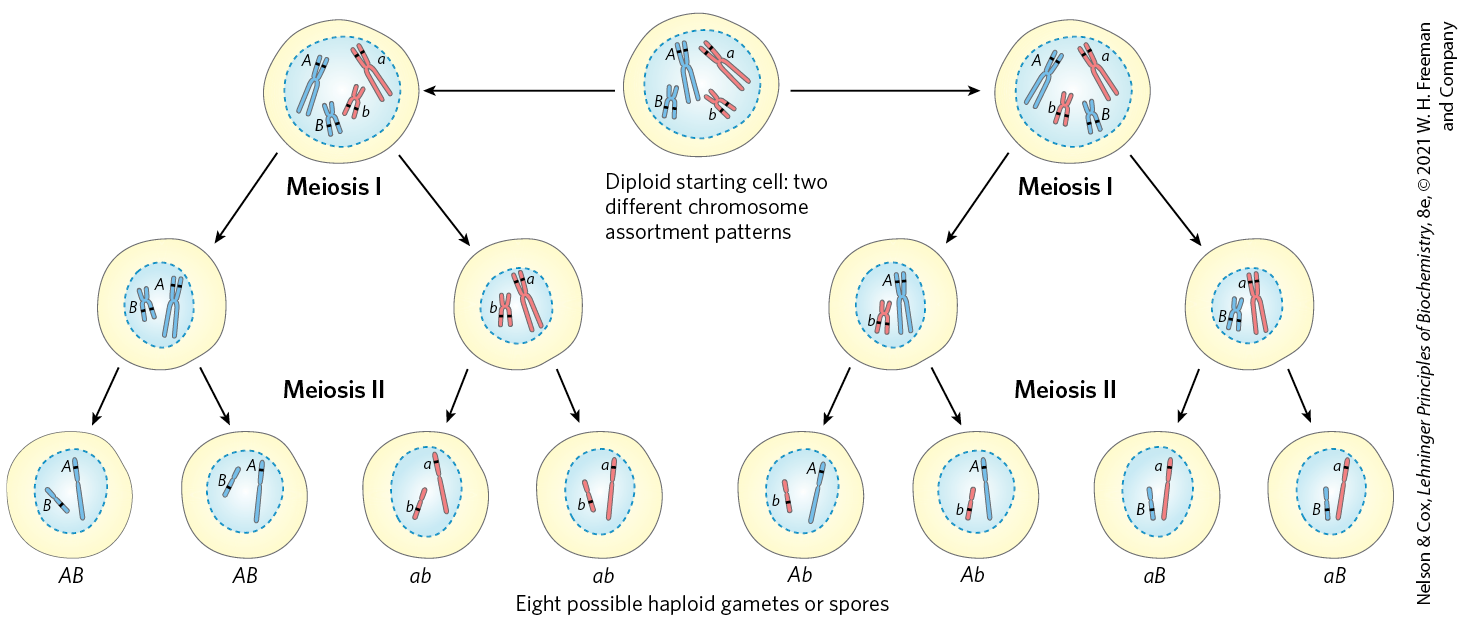 A a B b
A a B b
A a b B
Diploid starting cell: two
different chromosome
assortment patterns
Meiosis I
Meiosis I
B A
b a
b A
B a
Meiosis II
Meiosis II
A B
B A
a b
a b
A b
A b
a B
a B
AB
AB
ab
ab
Ab
Ab
aB
aB
Eight possible haploid gametes or spores
Nelson & Cox, Lehninger Principles of Biochemistry, 8e, © 2021 W. H. Freeman
and Company